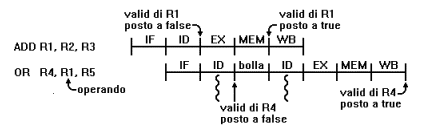 valid di R1
posto a false
valid di R1
posto a true
ADD R1, R2, R3
IF ID EX MEM WB
OR R4, R1, R5
IF ID bolla ID EX MEM WB
operando
valid di R4
posto a false
valid di R4
posto a true